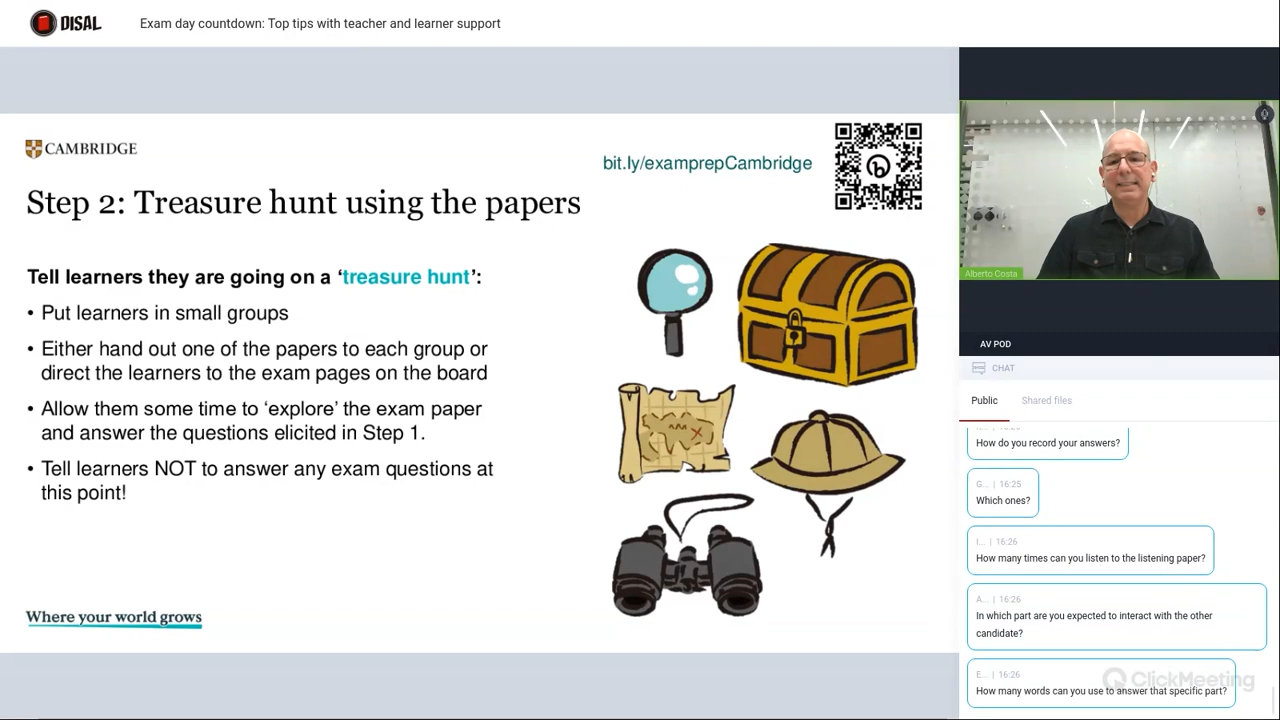 DISAL
Exam day countdown: Top tips with teacher and learner support
CAMBRIDGE
bit.ly/examprepCambridge
Step 2: Treasure hunt using the papers
Tell learners they are going on a ‘treasure hunt’:
• Put learners in small groups
• Either hand out one of the papers to each group or
direct the learners to the exam pages on the board
• Allow them some time to ‘explore’ the exam paper
and answer the questions elicited in Step 1.
• Tell learners NOT to answer any exam questions at
this point!
Where your world grows
Alberto Costa
AV POD
CHAT
Public
Shared files
How do you record your answers?
G... | 16:25
Which ones?
I... | 16:26
How many times can you listen to the listening paper?
A... | 16:26
In which part are you expected to interact with the other
candidate?
E... | 16:26
How many words can you use to answer that specific part?
ClickMeeting